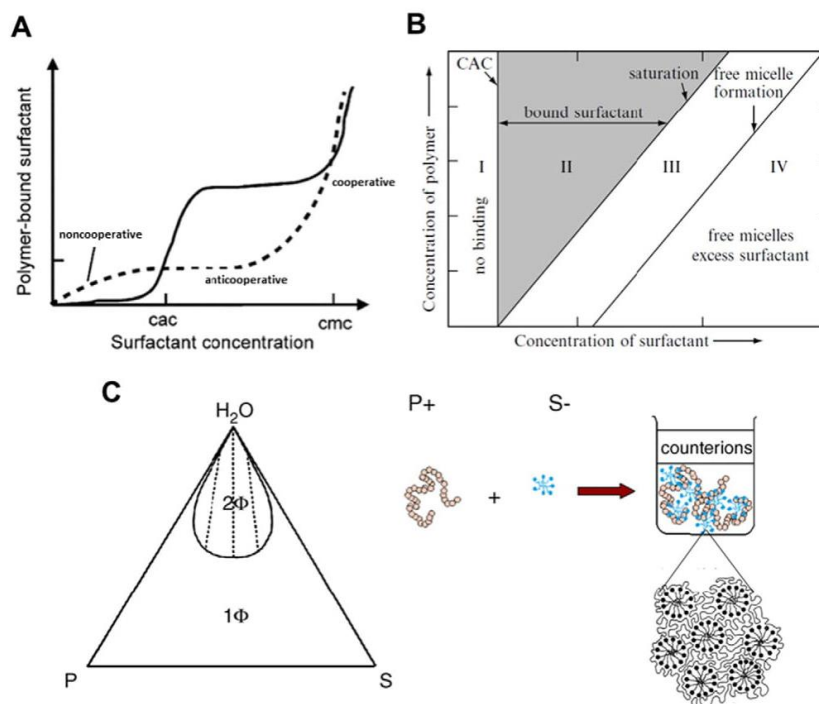 A
Polymer-bound surfactant
noncooperative
anticooperative
cooperative
cac
cmc
Surfactant concentration
B
Concentration of polymer
CAC
saturation
free micelle
formation
bound surfactant
I
II
III
IV
no binding
free micelles
excess surfactant
Concentration of surfactant
C
H₂O
2Φ
1Φ
P
S
P+
S-
+
counterions